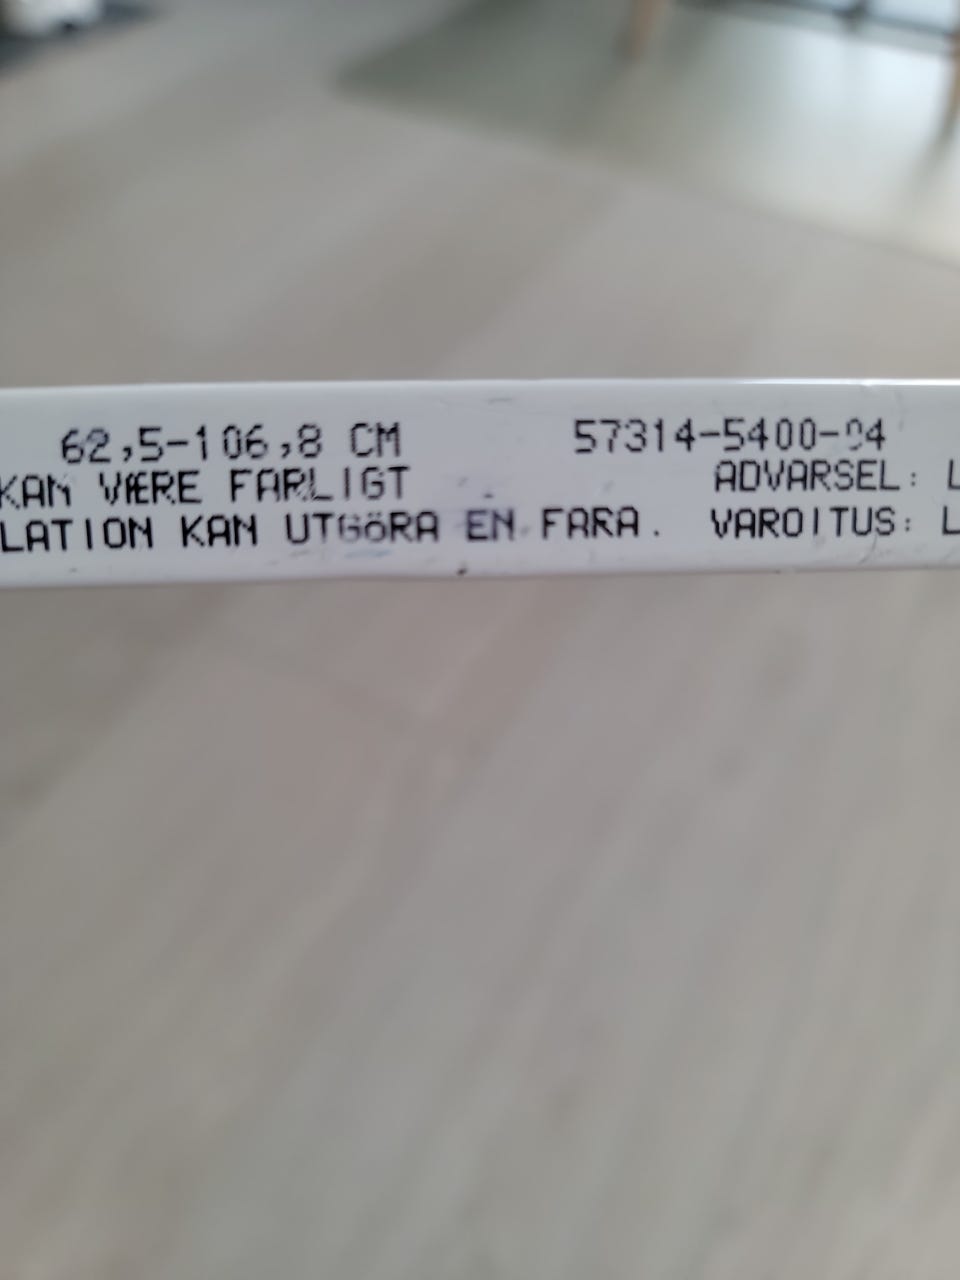 62,5-106,8 CM 57314-5400-04
KAN VÆRE FARLIGT ADVARSEL: L
LATION KAN UTGÖRA EN FARA. VAROITUS: L